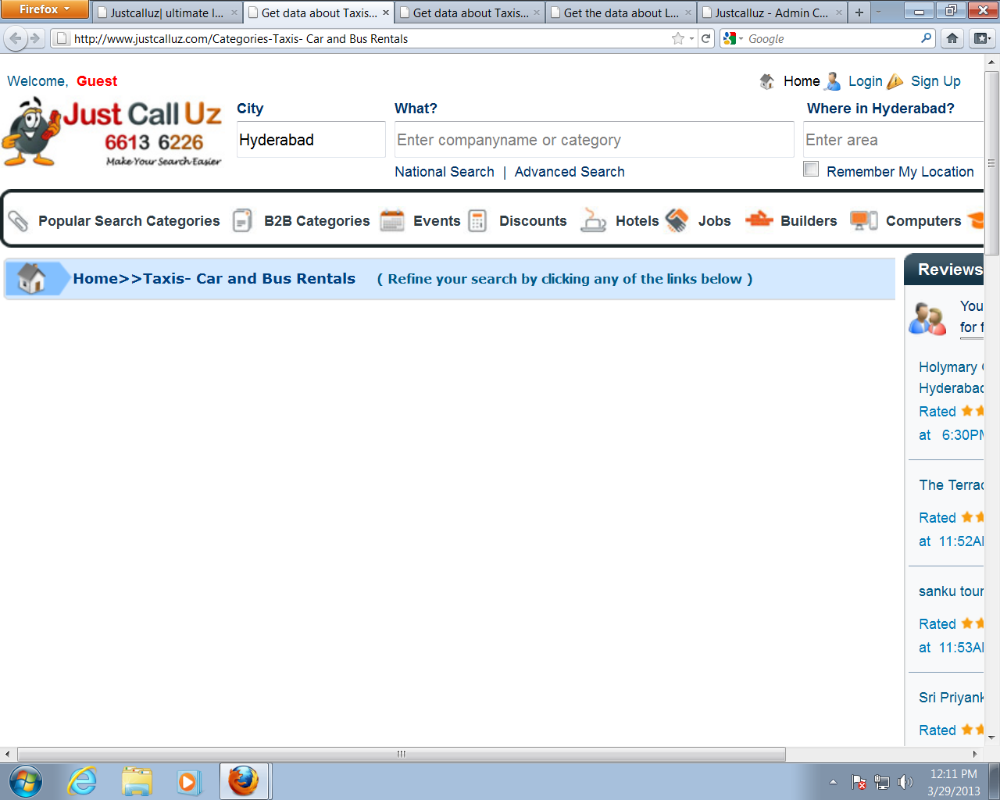 Firefox
Justcalluz| ultimate l...
Get data about Taxis...
Get data about Taxis...
Get the data about L...
Justcalluz - Admin C...
http://www.justcalluz.com/Categories-Taxis- Car and Bus Rentals
Google
Welcome, Guest
Home Login Sign Up
Just Call Uz
6613 6226
Make Your Search Easier
City What? Where in Hyderabad?
Hyderabad Enter companyname or category Enter area
National Search | Advanced Search Remember My Location
Popular Search Categories B2B Categories Events Discounts Hotels Jobs Builders Computers
Home>>Taxis- Car and Bus Rentals ( Refine your search by clicking any of the links below )
Reviews
You
for f
Holymary
Hyderabad
Rated
at 6:30PM
The Terrac
Rated
at 11:52A
sanku tour
Rated
at 11:53A
Sri Priyank
Rated
12:11 PM
3/29/2013